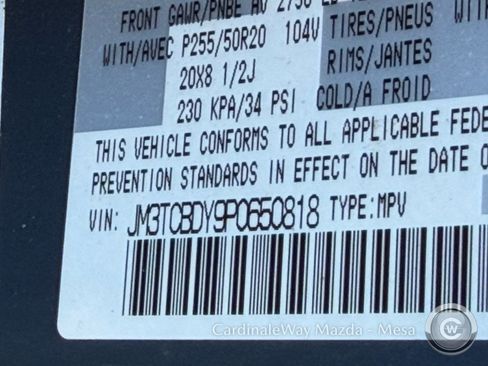 FRONT GAWR/PNBE AV
WITH/AVEC P255/50R20 104V TIRES/PNEUS
20X8 1/2J RIMS/JANTES
230 KPA/34 PSI COLD/A FROID
THIS VEHICLE CONFORMS TO ALL APPLICABLE FEDE
PREVENTION STANDARDS IN EFFECT ON THE DATE O
VIN: JM3TCBDY9P0650818 TYPE:MPV
CardinaleWay Mazda - Mesa